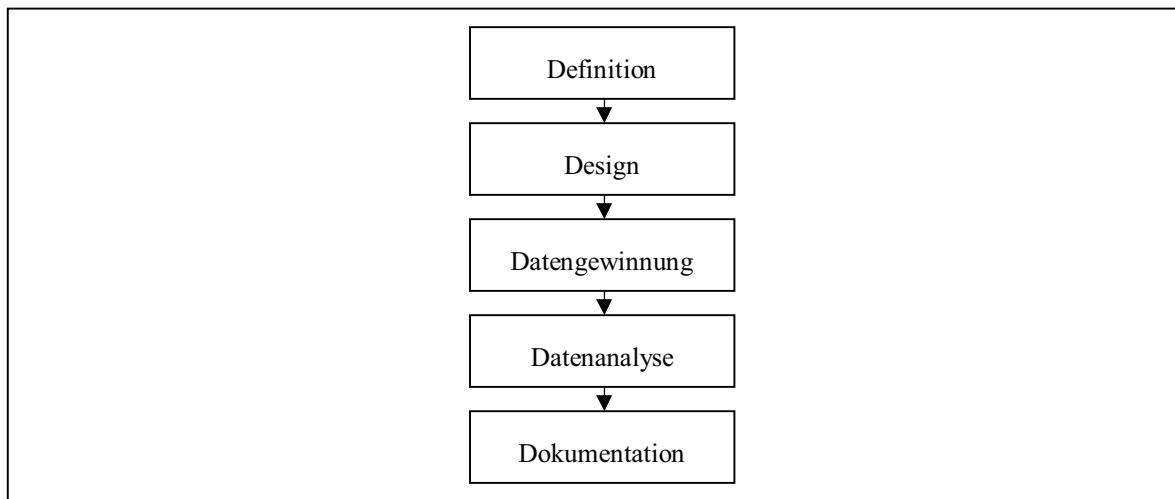 Definition
Design
Datengewinnung
Datenanalyse
Dokumentation